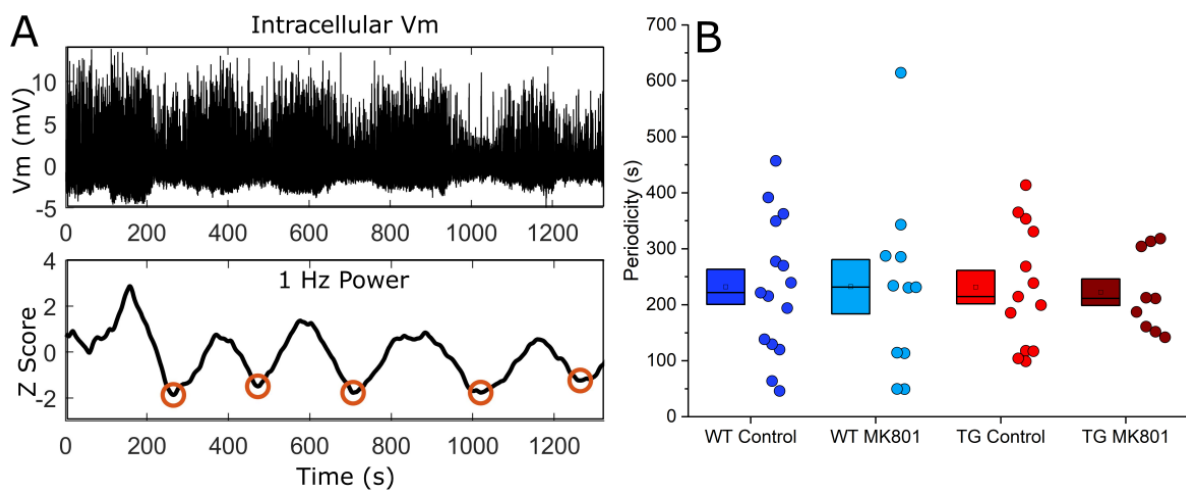 A
Intracellular Vm
Vm (mV)
10
5
0
-5
0 200 400 600 800 1000 1200
1 Hz Power
Z Score
4
2
0
-2
0 200 400 600 800 1000 1200
Time (s)
B
Periodicity (s)
700
600
500
400
300
200
100
0
WT Control WT MK801 TG Control TG MK801